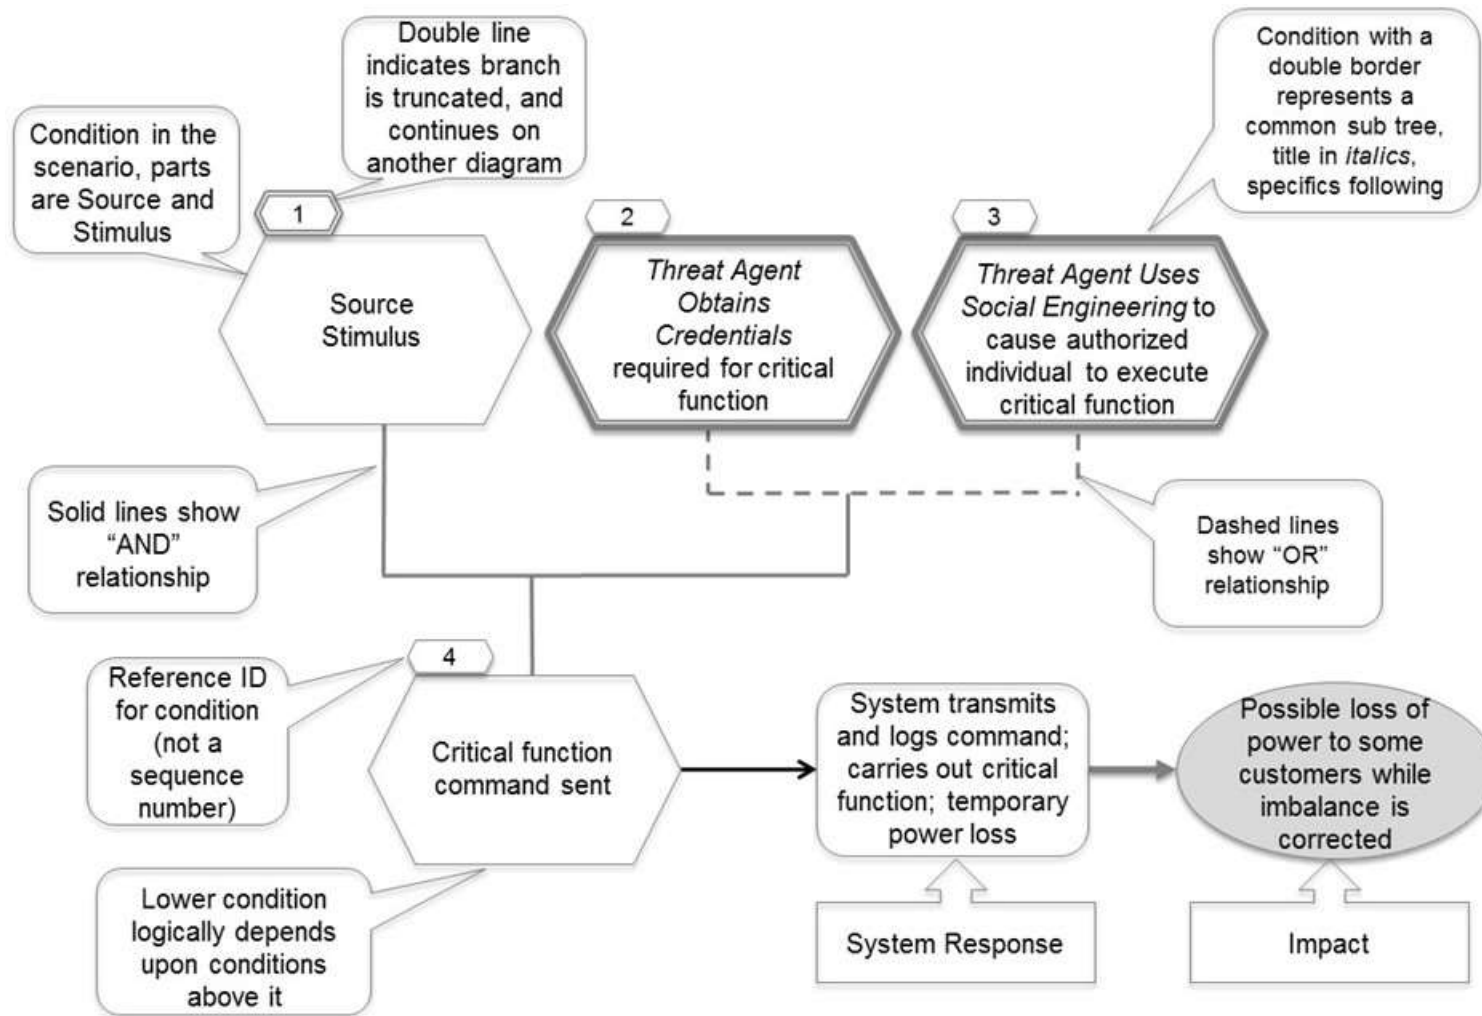 Double line
indicates branch
is truncated, and
continues on
another diagram
Condition with a
double border
represents a
common sub tree,
title in italics,
specifics following
Condition in the
scenario, parts
are Source and
Stimulus
1
2
3
Source
Stimulus
Threat Agent
Obtains
Credentials
required for critical
function
Threat Agent Uses
Social Engineering to
cause authorized
individual to execute
critical function
Solid lines show
“AND”
relationship
Dashed lines
show “OR”
relationship
Reference ID
for condition
(not a
sequence
number)
4
Critical function
command sent
System transmits
and logs command;
carries out critical
function; temporary
power loss
Possible loss of
power to some
customers while
imbalance is
corrected
Lower condition
logically depends
upon conditions
above it
System Response
Impact